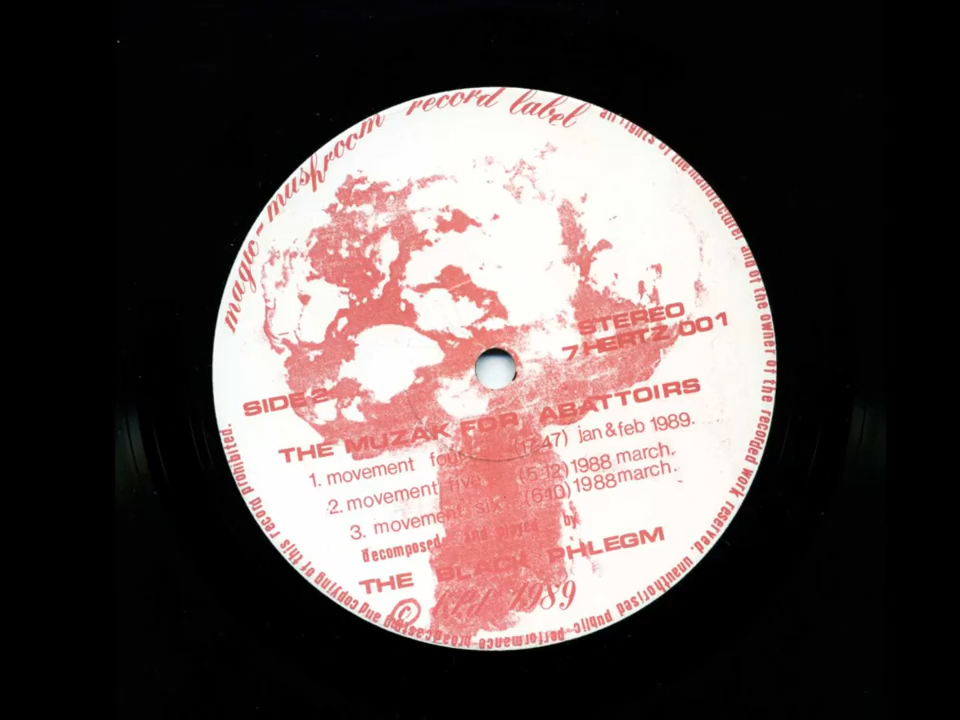 magic-mushroom record label
all rights of the manufacturer and of the owner of the recorded work reserved. unauthorised public performance broadcasting and copying of this record prohibited.
STEREO
7 HERTZ/001
SIDE 2
THE MUZAK FOR ABATTOIRS
1. movement four (17·47) jan & feb 1989.
2. movement five (5·12) 1988 march.
3. movement six (6·10) 1988 march.
Decomposed and played by
THE BLACK PHLEGM
© 1989